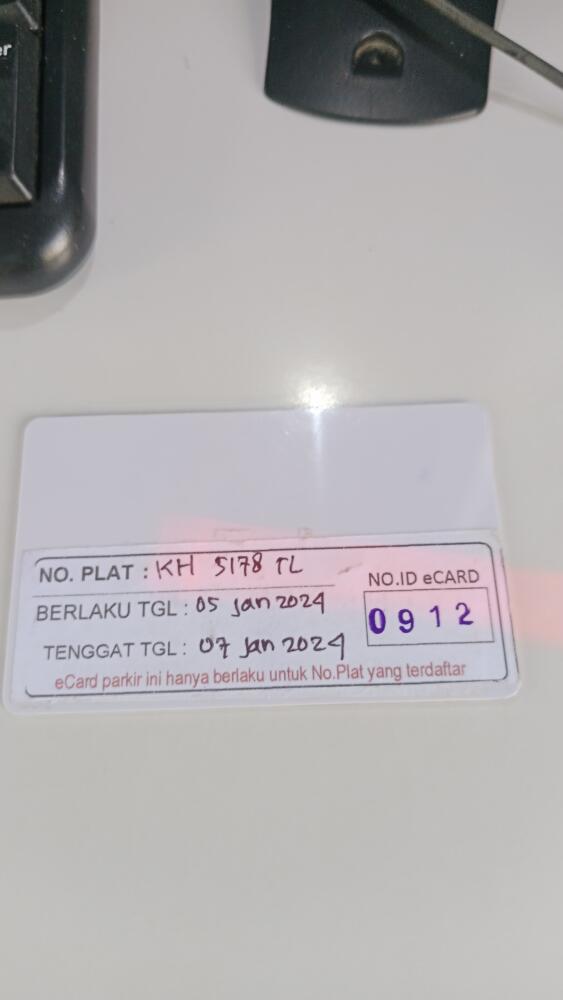 er
NO. PLAT : KH 5178 TL
NO.ID eCARD
BERLAKU TGL : 05 Jan 2024
0912
TENGGAT TGL : 07 Jan 2024
eCard parkir ini hanya berlaku untuk No.Plat yang terdaftar